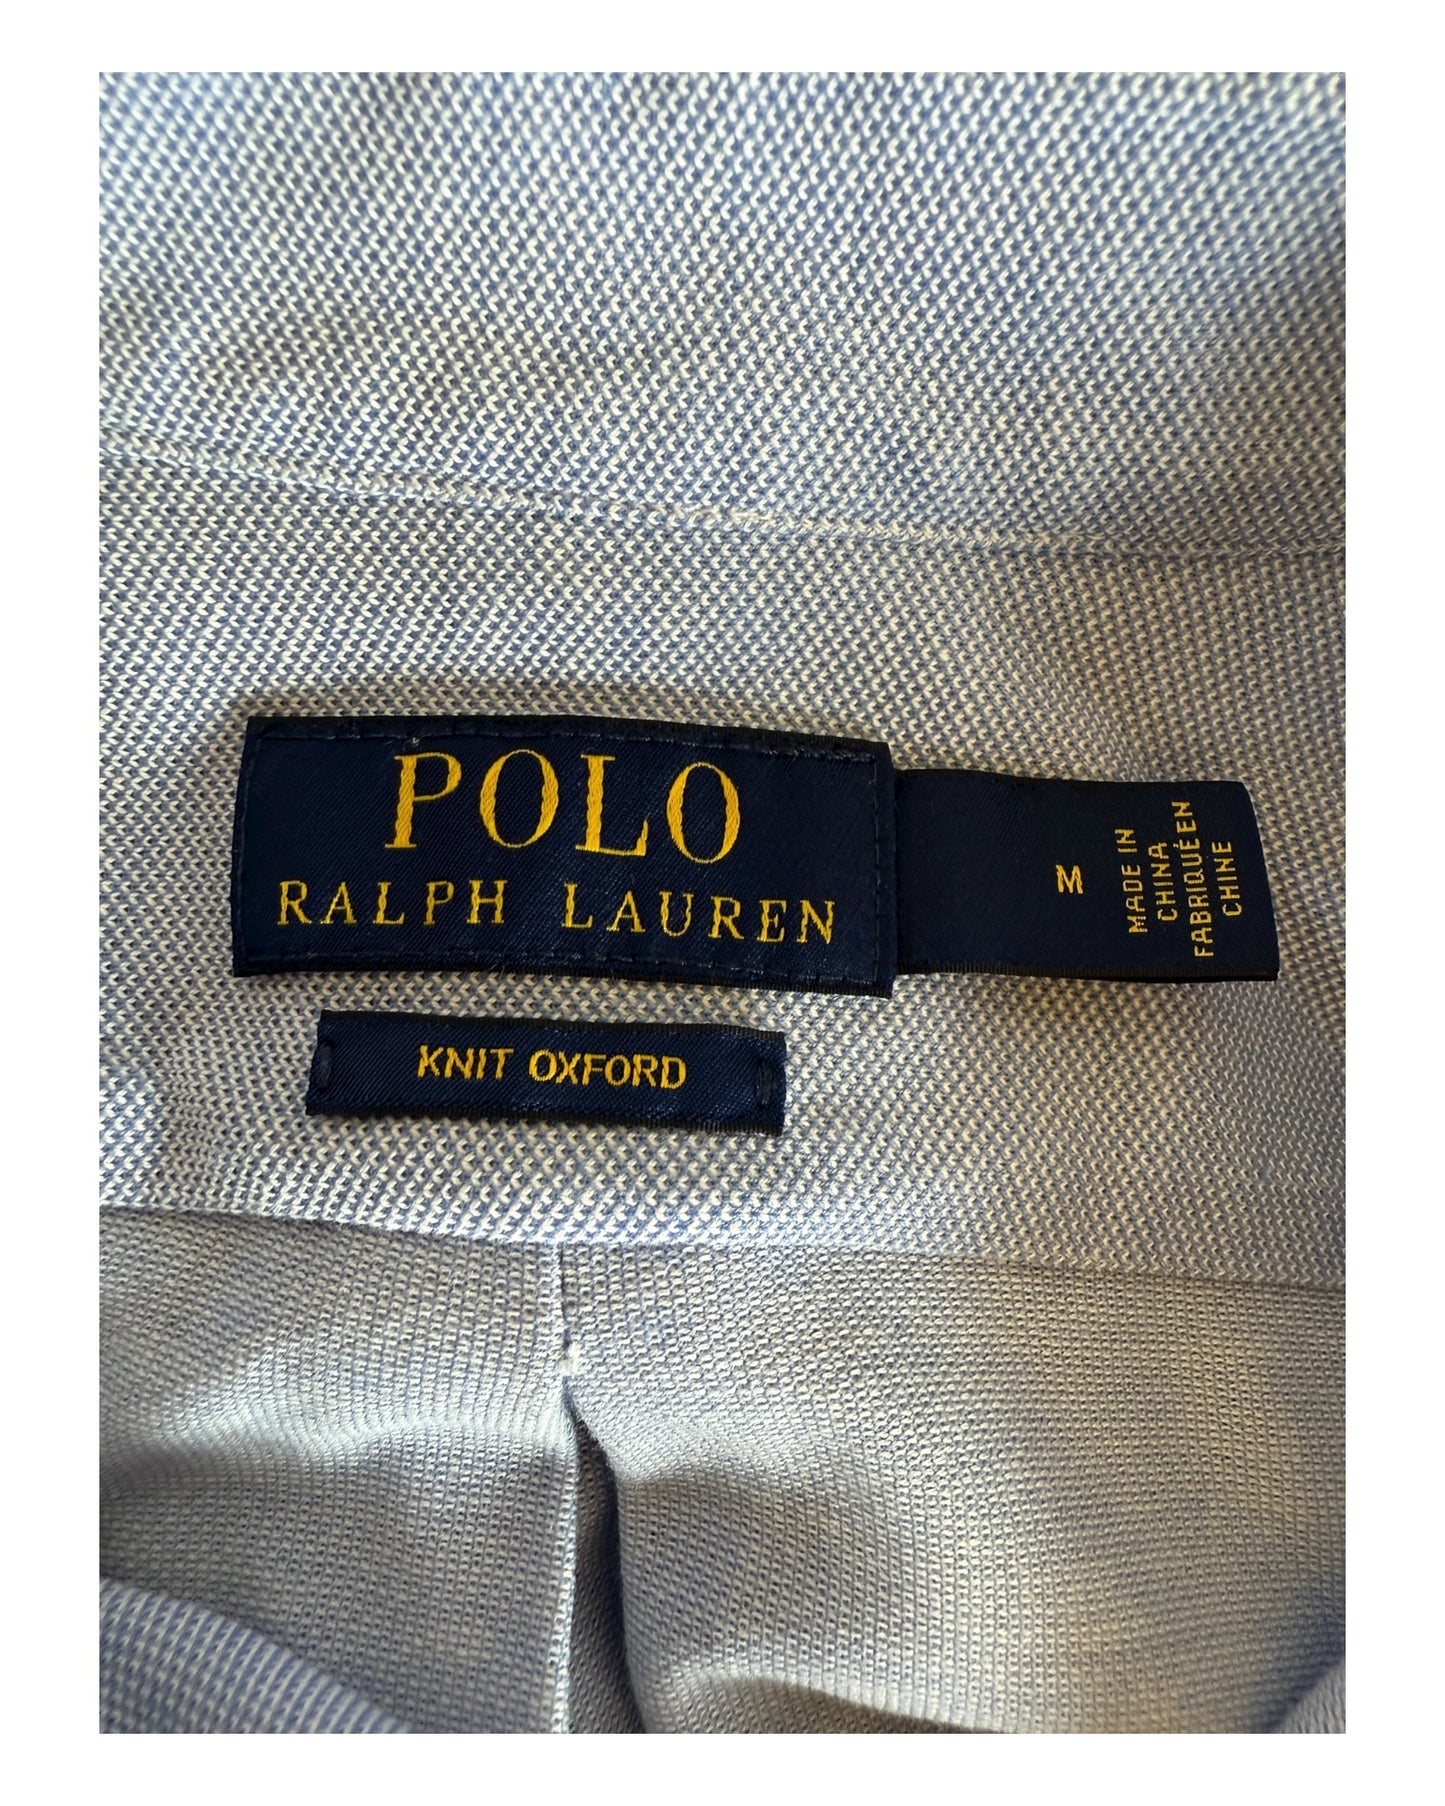 POLO
RALPH LAUREN
M
MADE IN
CHINA
FABRIQUÉ EN
CHINE
KNIT OXFORD